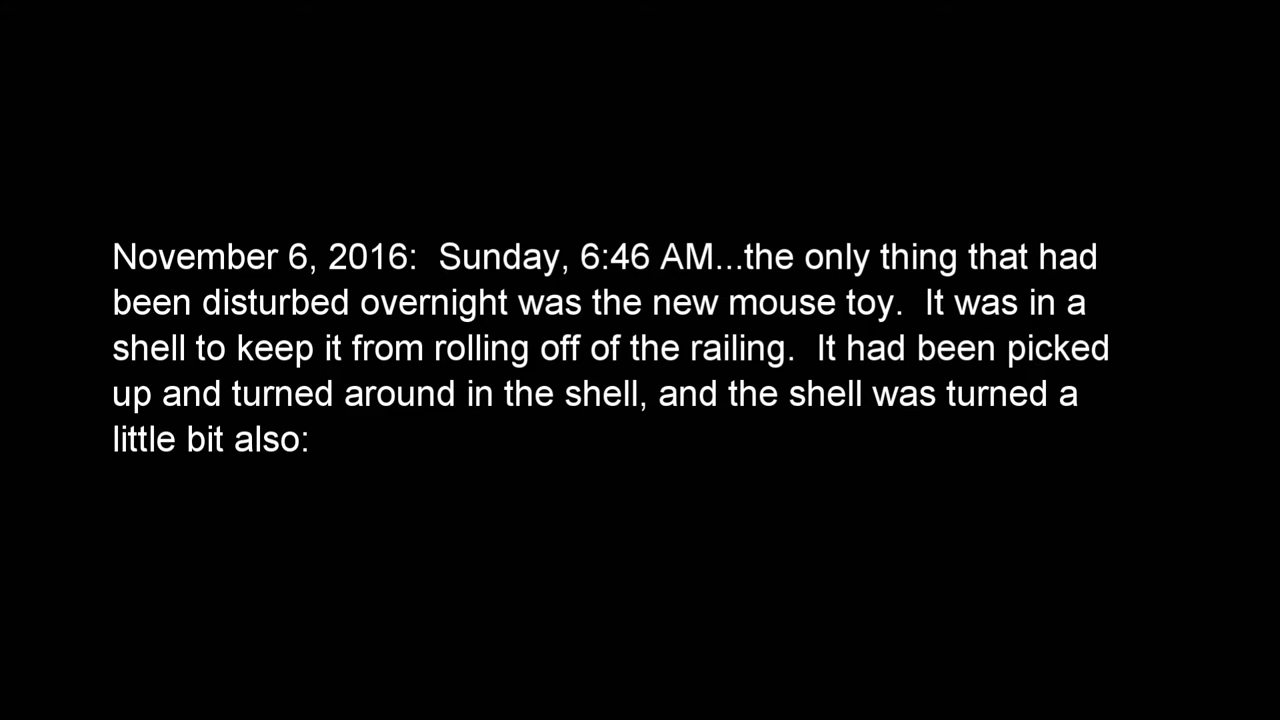 November 6, 2016:  Sunday, 6:46 AM...the only thing that had
been disturbed overnight was the new mouse toy.  It was in a
shell to keep it from rolling off of the railing.  It had been picked
up and turned around in the shell, and the shell was turned a
little bit also: